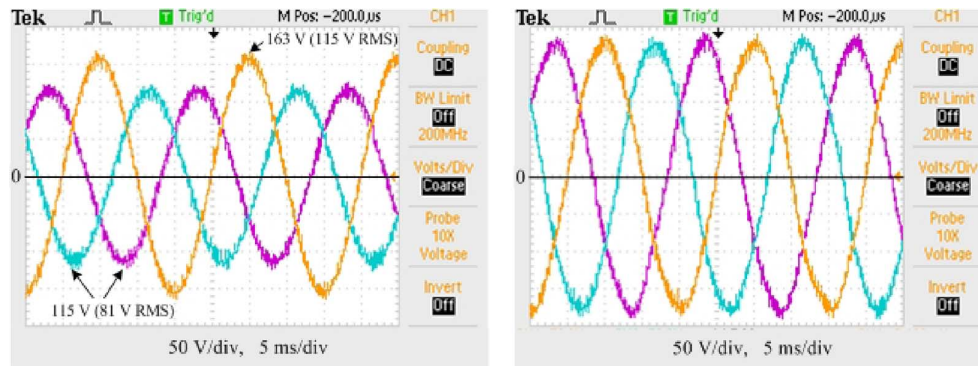 Tek T Trig'd M Pos: -200.0µs CH1
163 V (115 V RMS)
Coupling
DC
BW Limit
Off
200MHz
0
Volts/Div
Coarse
Probe
10X
Voltage
Invert
Off
115 V (81 V RMS)
50 V/div, 5 ms/div
Tek T Trig'd M Pos: -200.0µs CH1
Coupling
DC
BW Limit
Off
200MHz
0
Volts/Div
Coarse
Probe
10X
Voltage
Invert
Off
50 V/div, 5 ms/div